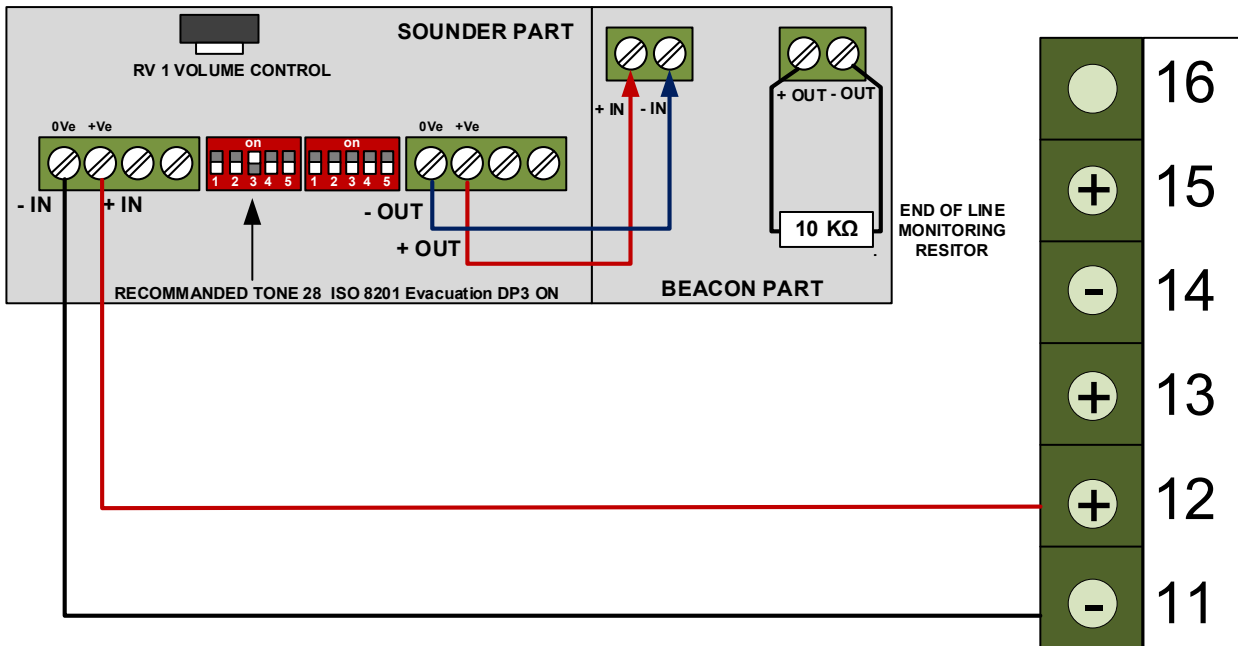 SOUNDER PART
RV 1 VOLUME CONTROL
0Ve +Ve
on
1 2 3 4 5
on
1 2 3 4 5
0Ve +Ve
- IN
+ IN
- OUT
+ OUT
RECOMMANDED TONE 28 ISO 8201 Evacuation DP3 ON
+ IN - IN
+ OUT - OUT
10 KΩ
END OF LINE
MONITORING
RESITOR
.
BEACON PART
16
+ 15
- 14
+ 13
+ 12
- 11